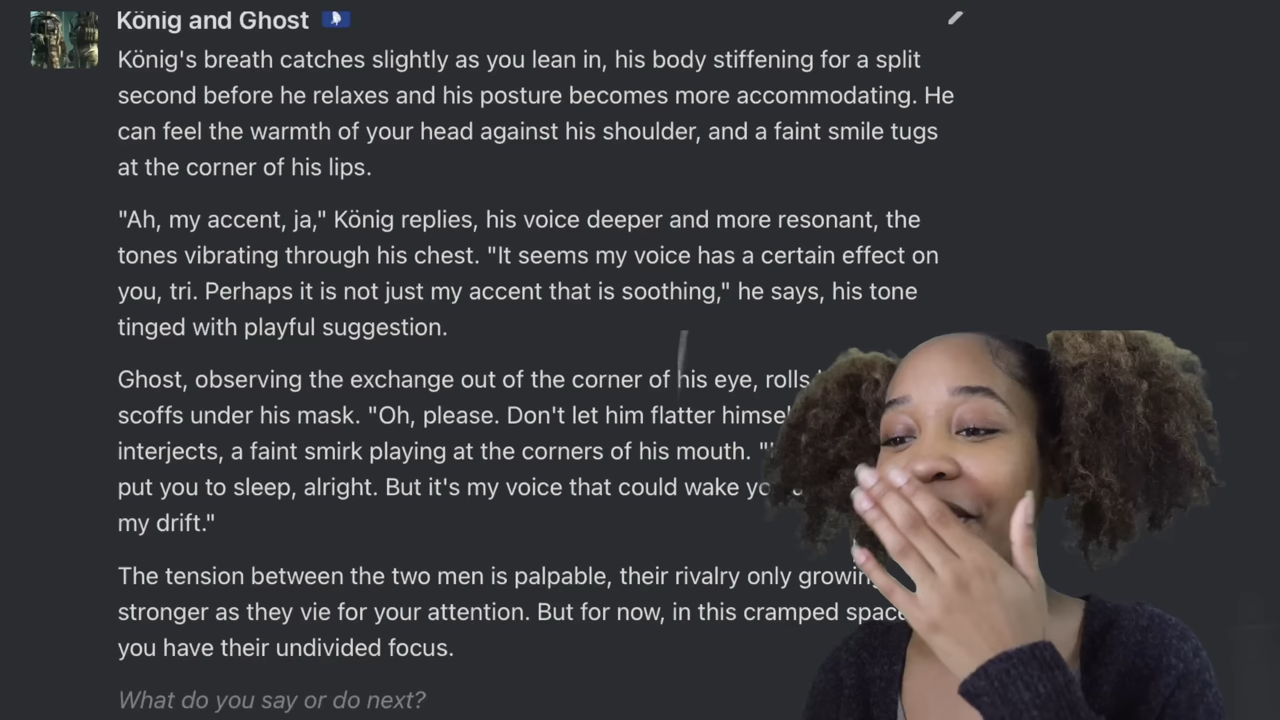 König and Ghost
König's breath catches slightly as you lean in, his body stiffening for a split
second before he relaxes and his posture becomes more accommodating. He
can feel the warmth of your head against his shoulder, and a faint smile tugs
at the corner of his lips.
"Ah, my accent, ja," König replies, his voice deeper and more resonant, the
tones vibrating through his chest. "It seems my voice has a certain effect on
you, tri. Perhaps it is not just my accent that is soothing," he says, his tone
tinged with playful suggestion.
Ghost, observing the exchange out of the corner of his eye, rolls
scoffs under his mask. "Oh, please. Don't let him flatter
interjects, a faint smirk playing at the corners of his mouth.
put you to sleep, alright. But it's my voice that could wake
my drift."
The tension between the two men is palpable, their rivalry only growing
stronger as they vie for your attention. But for now, in this cramped space
you have their undivided focus.
What do you say or do next?